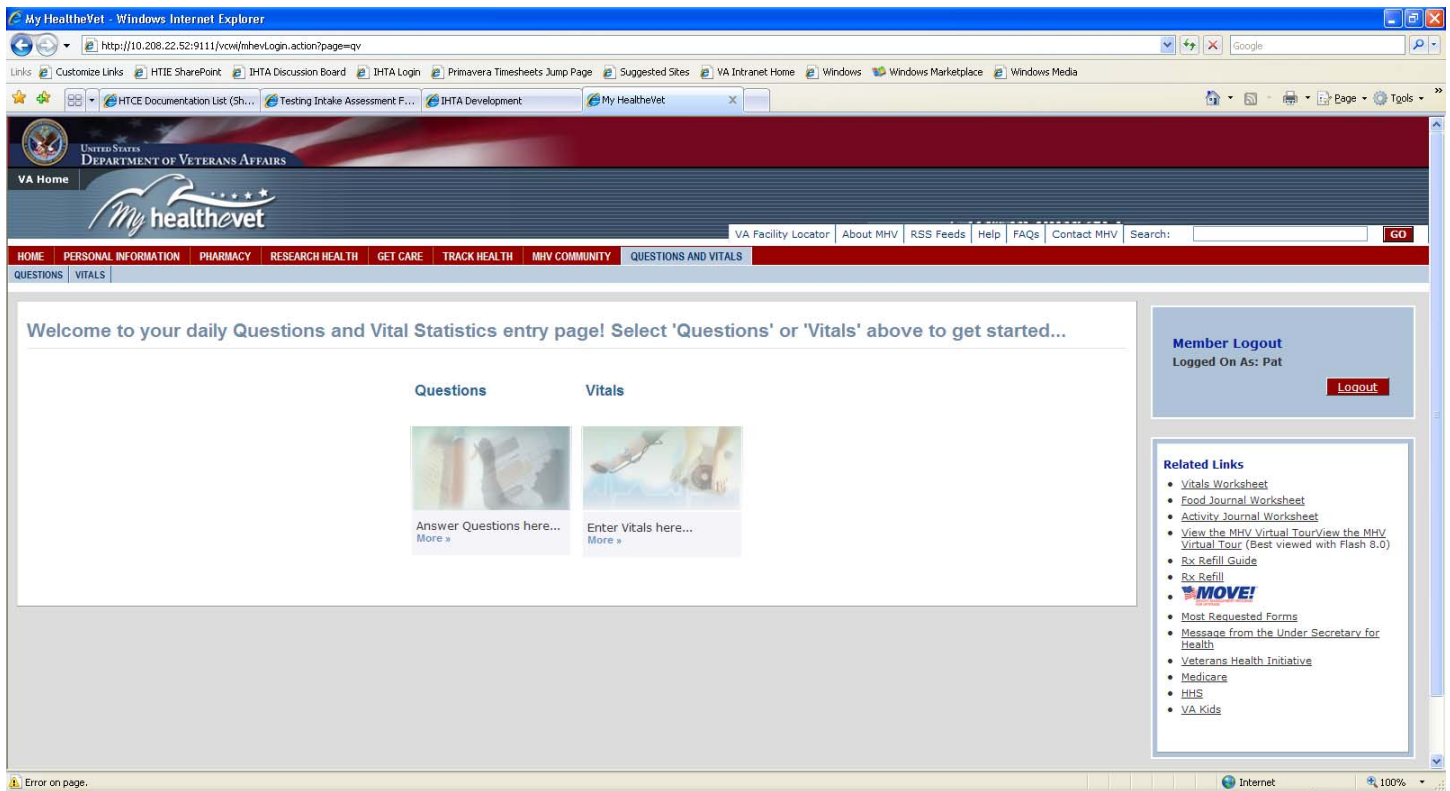 My HealtheVet - Windows Internet Explorer
http://10.208.22.52:9111/vcwi/mhevLogin.action?page=qv
Google
Links Customize Links HTIE SharePoint IHTA Discussion Board IHTA Login Primavera Timesheets Jump Page Suggested Sites VA Intranet Home Windows Windows Marketplace Windows Media
HTCE Documentation List (Sh... Testing Intake Assessment F... IHTA Development My HealtheVet Page Tools
UNITED STATES
DEPARTMENT OF VETERANS AFFAIRS
VA Home
My healthevet
VA Facility Locator About MHV RSS Feeds Help FAQs Contact MHV Search: GO
HOME PERSONAL INFORMATION PHARMACY RESEARCH HEALTH GET CARE TRACK HEALTH MHV COMMUNITY QUESTIONS AND VITALS
QUESTIONS VITALS
Welcome to your daily Questions and Vital Statistics entry page! Select 'Questions' or 'Vitals' above to get started...
Questions Vitals
Answer Questions here... Enter Vitals here...
More » More »
Member Logout
Logged On As: Pat
Logout
Related Links
Vitals Worksheet
Food Journal Worksheet
Activity Journal Worksheet
View the MHV Virtual TourView the MHV
Virtual Tour (Best viewed with Flash 8.0)
Rx Refill Guide
Rx Refill
MOVE!
Most Requested Forms
Message from the Under Secretary for
Health
Veterans Health Initiative
Medicare
HHS
VA Kids
Error on page. Internet 100%